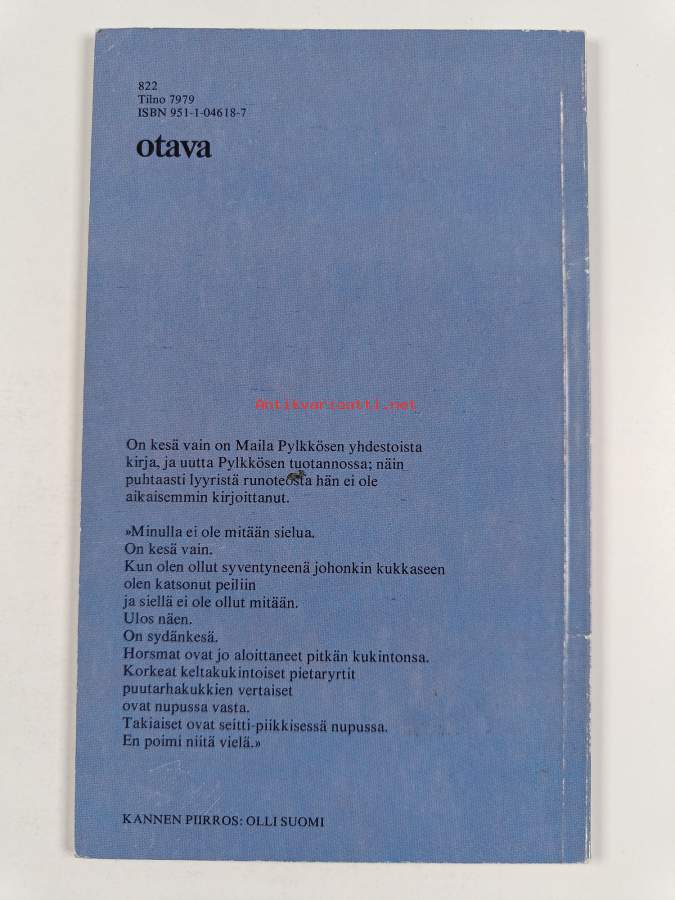 822
Tilno 7979
ISBN 951-1-04618-7
otava
Antikvariaatti.net
On kesä vain on Maila Pylkkösen yhdestoista
kirja, ja uutta Pylkkösen tuotannossa; näin
puhtaasti lyyristä runoteosta hän ei ole
aikaisemmin kirjoittanut.
»Minulla ei ole mitään sielua.
On kesä vain.
Kun olen ollut syventyneenä johonkin kukkaseen
olen katsonut peiliin
ja siellä ei ole ollut mitään.
Ulos näen.
On sydänkesä.
Horsmat ovat jo aloittaneet pitkän kukintonsa.
Korkeat keltakukintoiset pietaryrtit
puutarhakukkien vertaiset
ovat nupussa vasta.
Takiaiset ovat seitti-piikkisessä nupussa.
En poimi niitä vielä.»
KANNEN PIIRROS: OLLI SUOMI